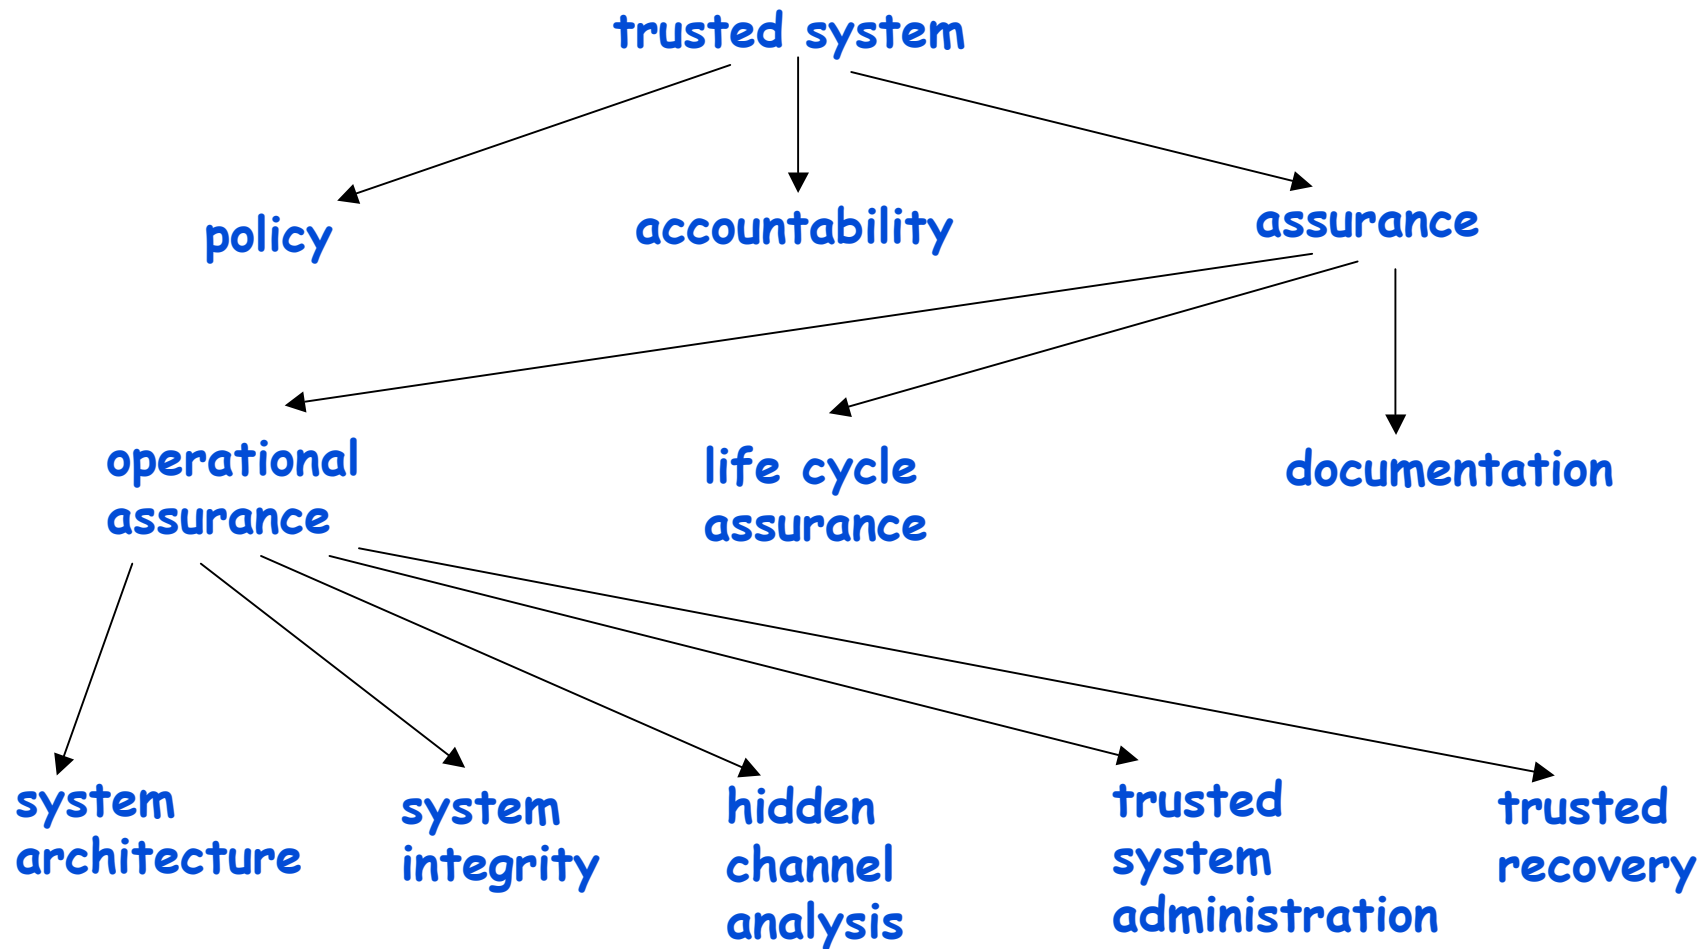 trusted system
policy
accountability
assurance
operational
assurance
life cycle
assurance
documentation
system
architecture
system
integrity
hidden
channel
analysis
trusted
system
administration
trusted
recovery